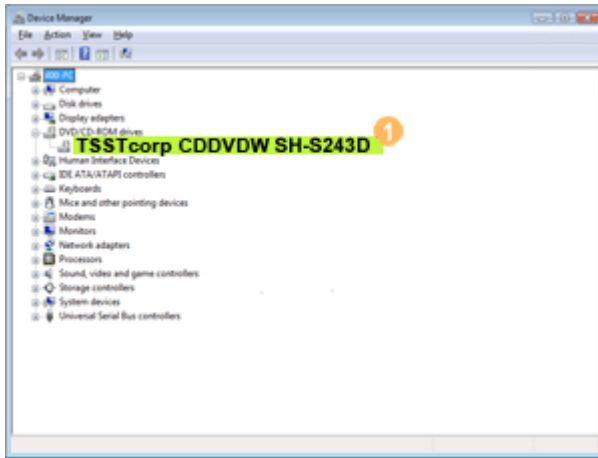 Device Manager
File Action View Help
Computer
Disk drives
Display adapters
DVD/CD-ROM drives
TSSTcorp CDDVDW SH-S243D
1
Human Interface Devices
IDE ATA/ATAPI controllers
Keyboards
Mice and other pointing devices
Modems
Monitors
Network adapters
Processors
Sound, video and game controllers
Storage controllers
System devices
Universal Serial Bus controllers